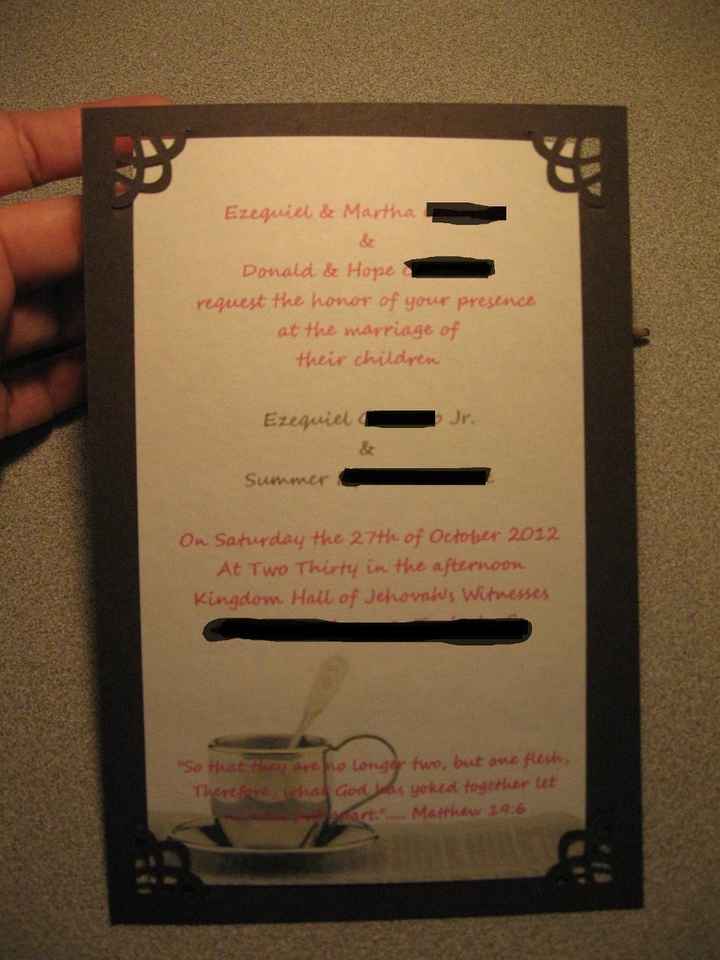 Ezequiel & Martha
&
Donald & Hope
request the honor of your presence
at the marriage of
their children
Ezequiel Jr.
&
Summer
On Saturday the 27th of October 2012
At Two Thirty in the afternoon
Kingdom Hall of Jehovah's Witnesses
"So that they are no longer two, but one flesh.
Therefore, what God has yoked together let
apart.".... Matthew 19:6